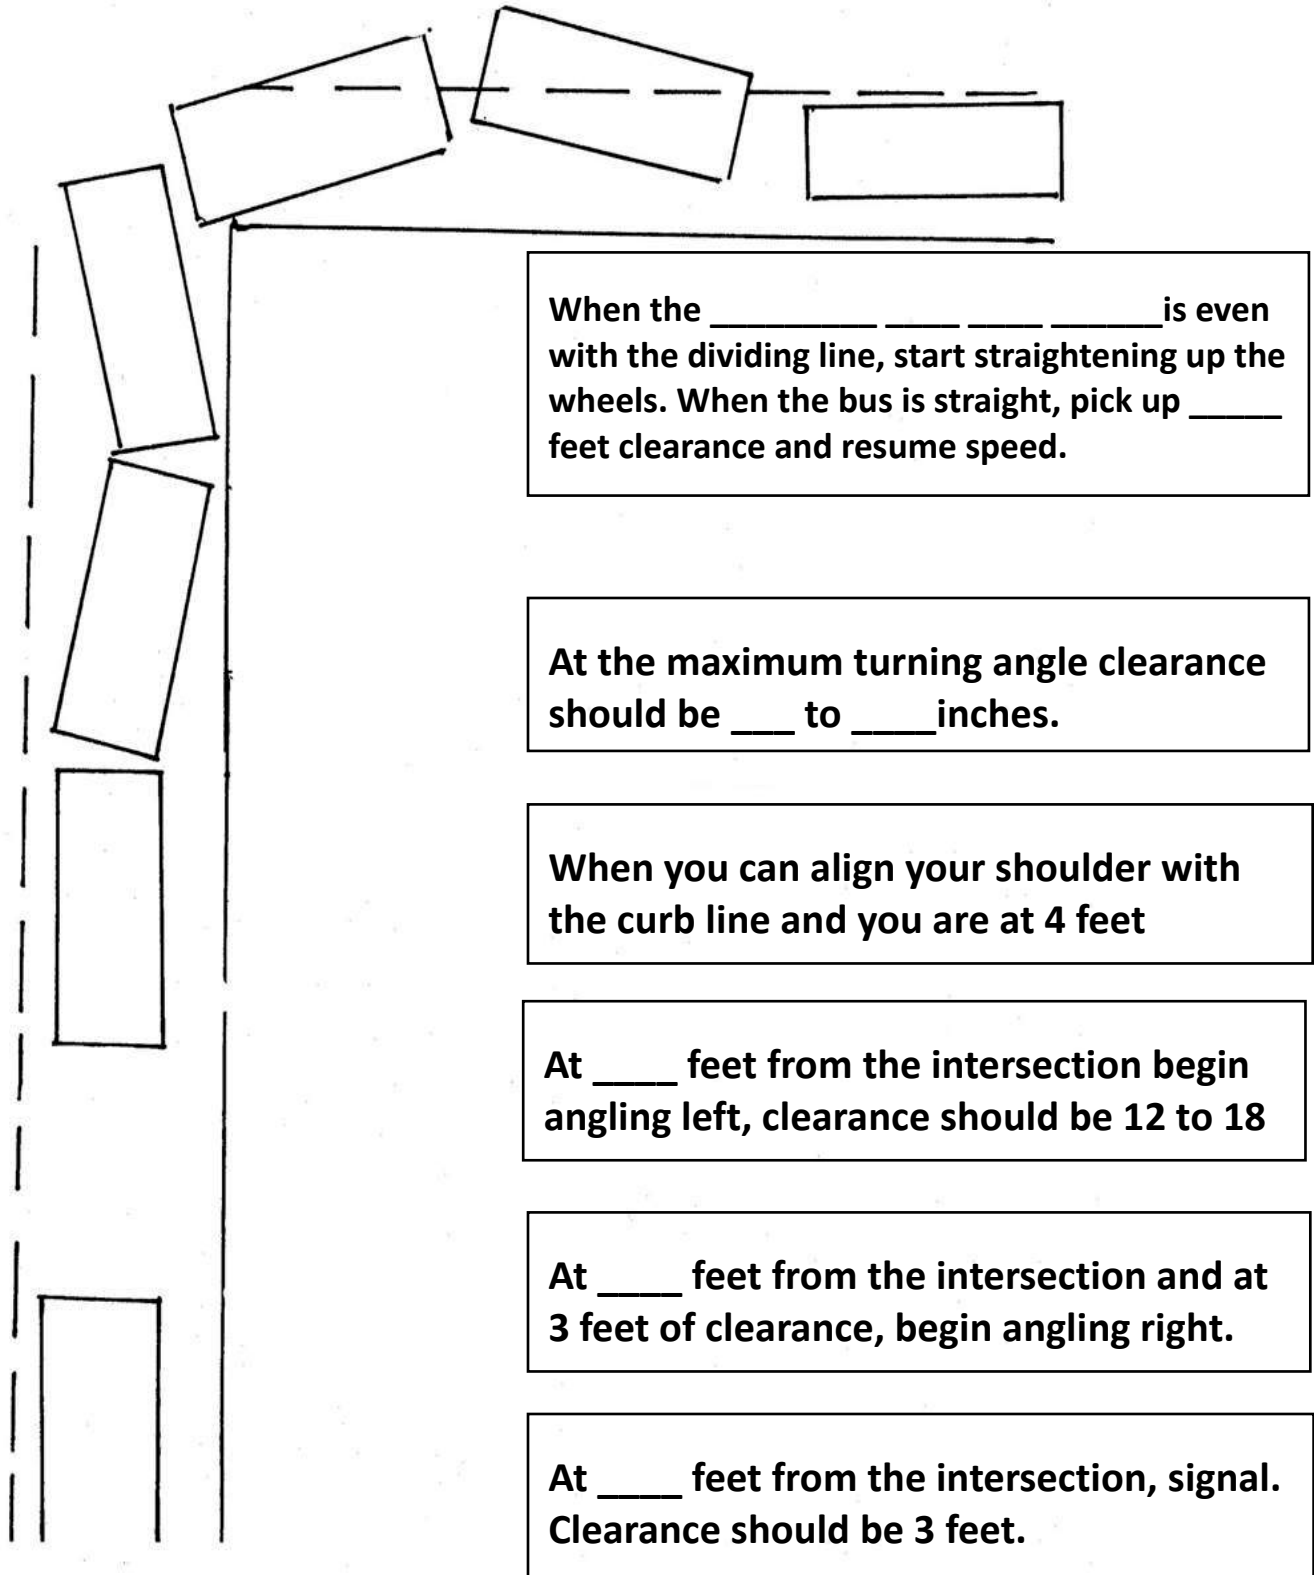 When the __________ ____ ____ ______is even
with the dividing line, start straightening up the
wheels. When the bus is straight, pick up _____
feet clearance and resume speed.
At the maximum turning angle clearance
should be ___ to ____inches.
When you can align your shoulder with
the curb line and you are at 4 feet
At ____ feet from the intersection begin
angling left, clearance should be 12 to 18
At ____ feet from the intersection and at
3 feet of clearance, begin angling right.
At ____ feet from the intersection, signal.
Clearance should be 3 feet.